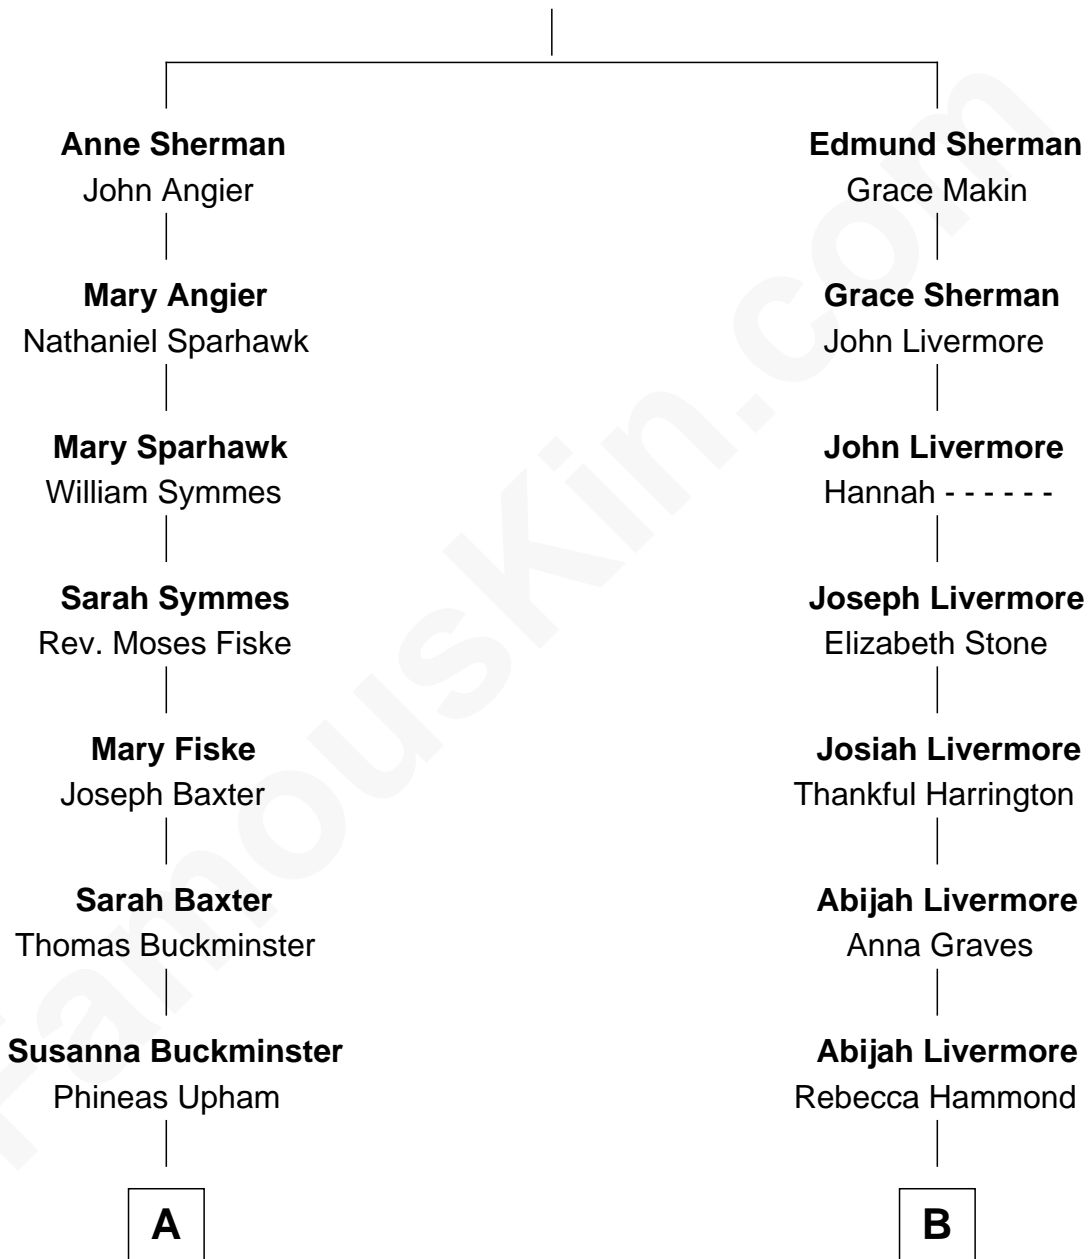 Anne Sherman
John Angier
Mary Angier
Nathaniel Sparhawk
Mary Sparhawk
William Symmes
Sarah Symmes
Rev. Moses Fiske
Mary Fiske
Joseph Baxter
Sarah Baxter
Thomas Buckminster
Susanna Buckminster
Phineas Upham
A
Edmund Sherman
Grace Makin
Grace Sherman
John Livermore
John Livermore
Hannah - - - - - -
Joseph Livermore
Elizabeth Stone
Josiah Livermore
Thankful Harrington
Abijah Livermore
Anna Graves
Abijah Livermore
Rebecca Hammond
B
FamousKin.com